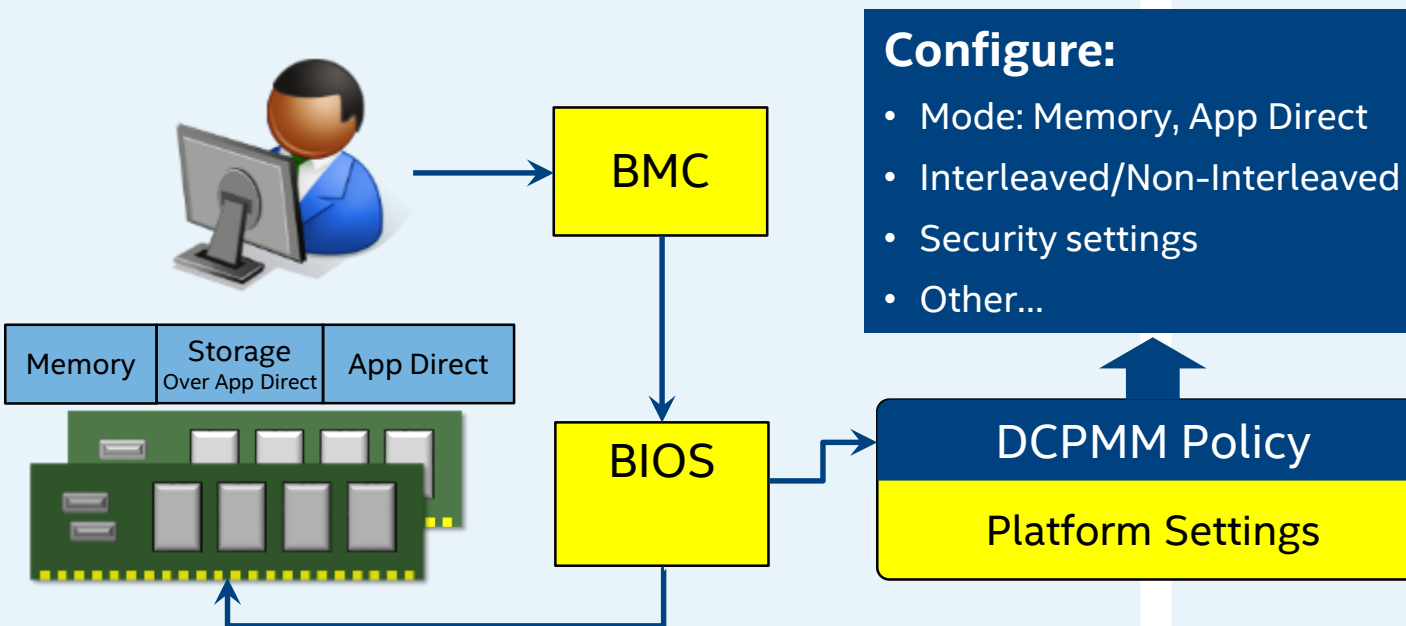 Configure:
• Mode: Memory, App Direct
• Interleaved/Non-Interleaved
• Security settings
• Other...
BMC
Memory
Storage
Over App Direct
App Direct
BIOS
DCPMM Policy
Platform Settings